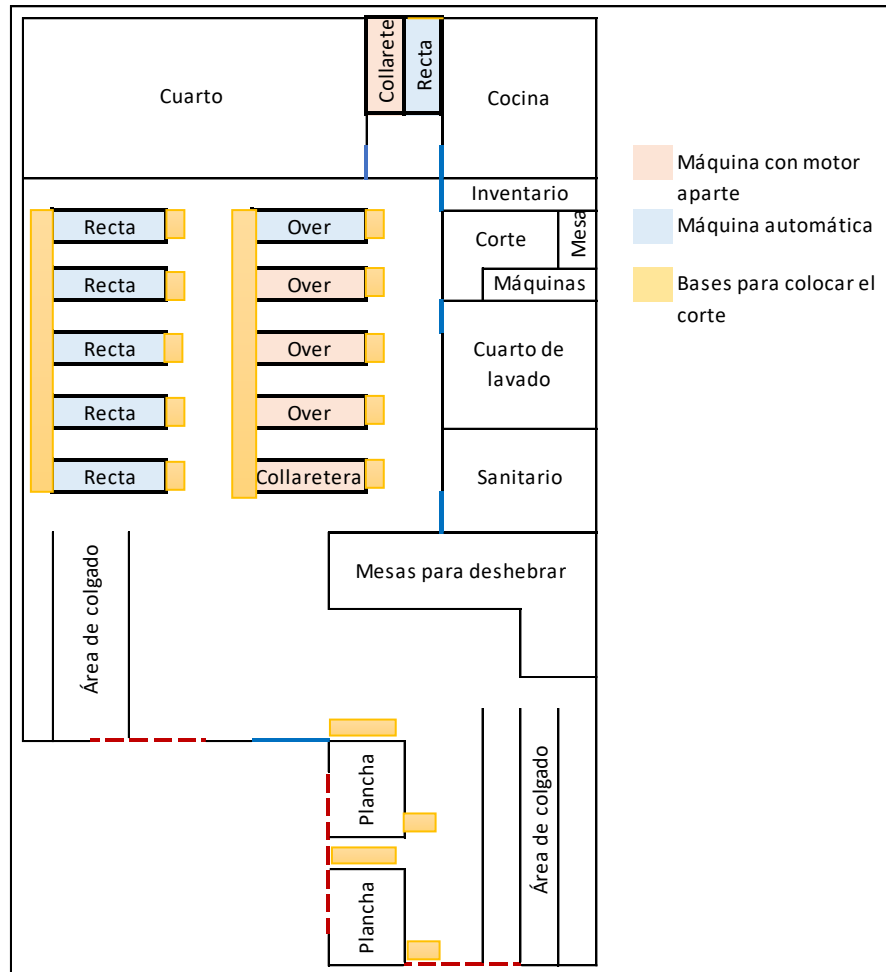 Cuarto
Collarete
Recta
Cocina
Máquina con motor
aparte
Máquina automática
Bases para colocar el
corte
Inventario
Corte
Mesa
Máquinas
Recta
Over
Recta
Over
Recta
Over
Recta
Over
Recta
Collaretera
Cuarto de
lavado
Sanitario
Mesas para deshebrar
Área de colgado
Plancha
Plancha
Área de colgado